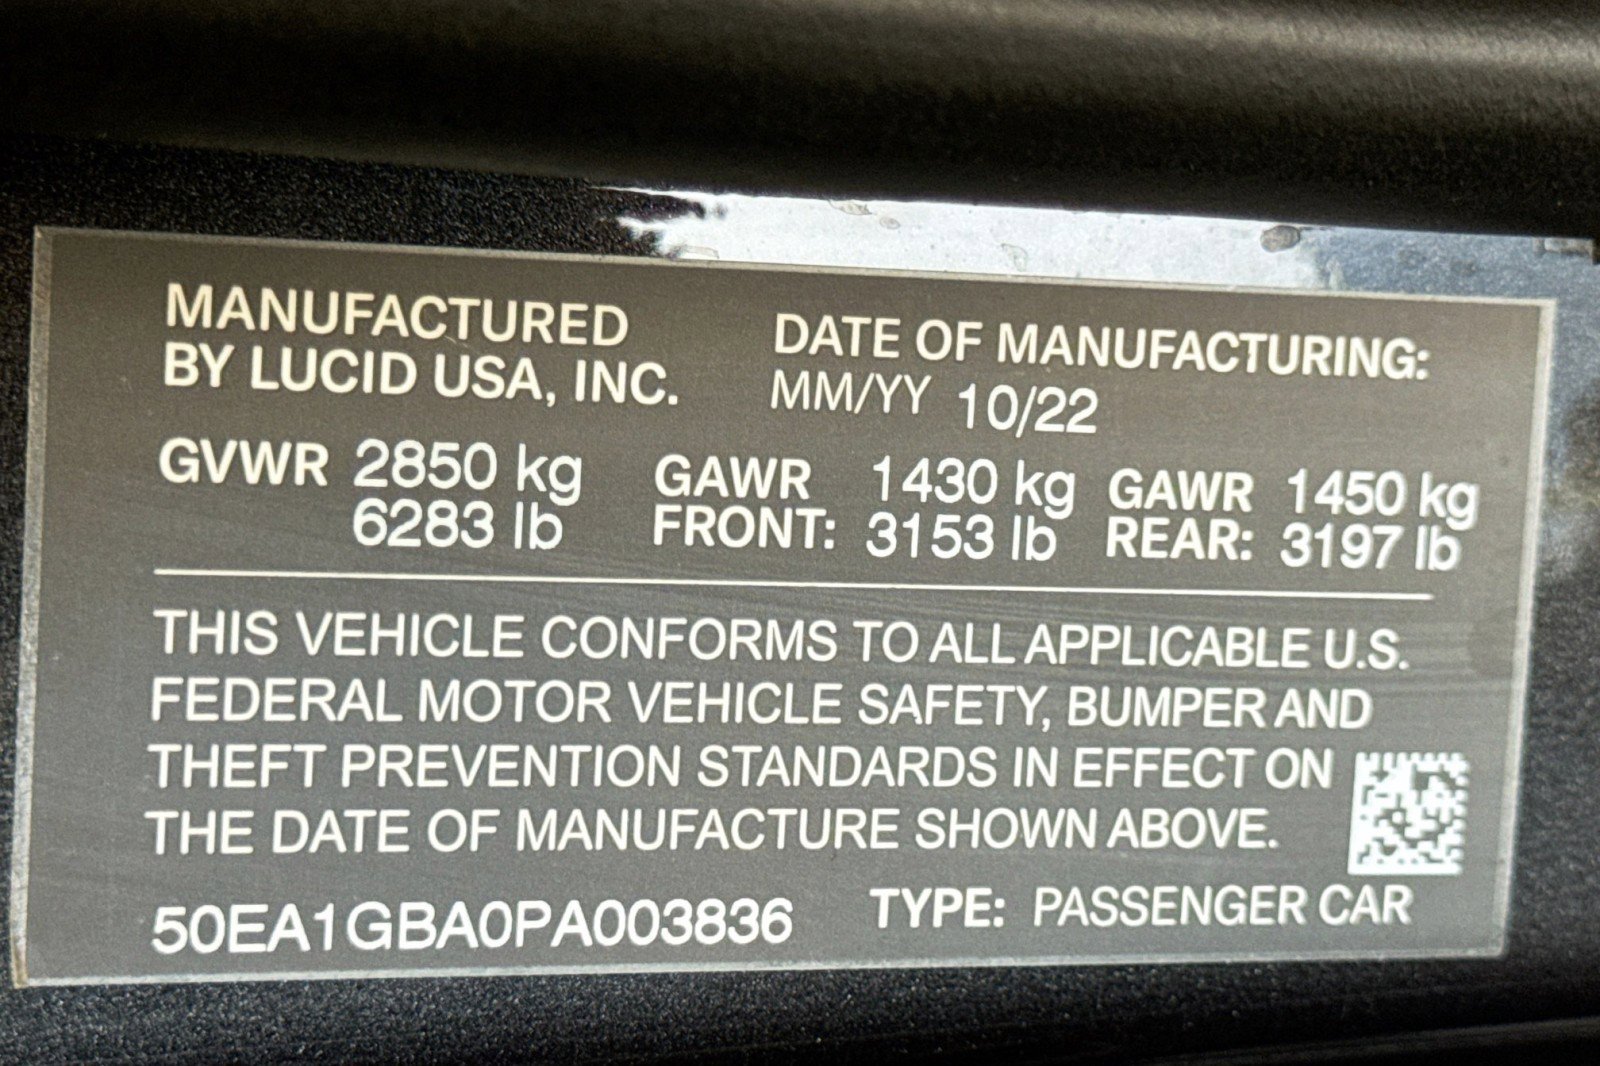 MANUFACTURED
BY LUCID USA, INC.
DATE OF MANUFACTURING:
MM/YY 10/22
GVWR 2850 kg
6283 lb
GAWR 1430 kg
FRONT: 3153 lb
GAWR 1450 kg
REAR: 3197 lb
THIS VEHICLE CONFORMS TO ALL APPLICABLE U.S.
FEDERAL MOTOR VEHICLE SAFETY, BUMPER AND
THEFT PREVENTION STANDARDS IN EFFECT ON
THE DATE OF MANUFACTURE SHOWN ABOVE.
50EA1GBA0PA003836
TYPE: PASSENGER CAR